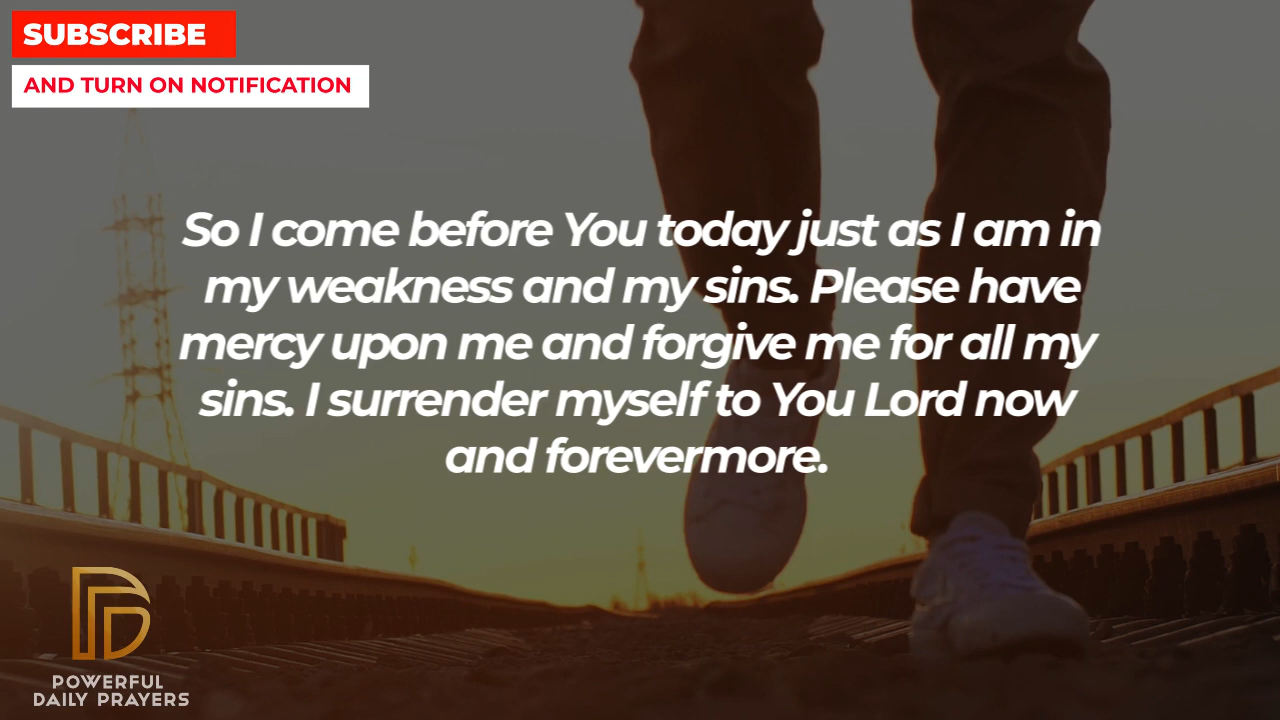 SUBSCRIBE
AND TURN ON NOTIFICATION
So I come before You today just as I am in
my weakness and my sins. Please have
mercy upon me and forgive me for all my
sins. I surrender myself to You Lord now
and forevermore.
POWERFUL
DAILY PRAYERS